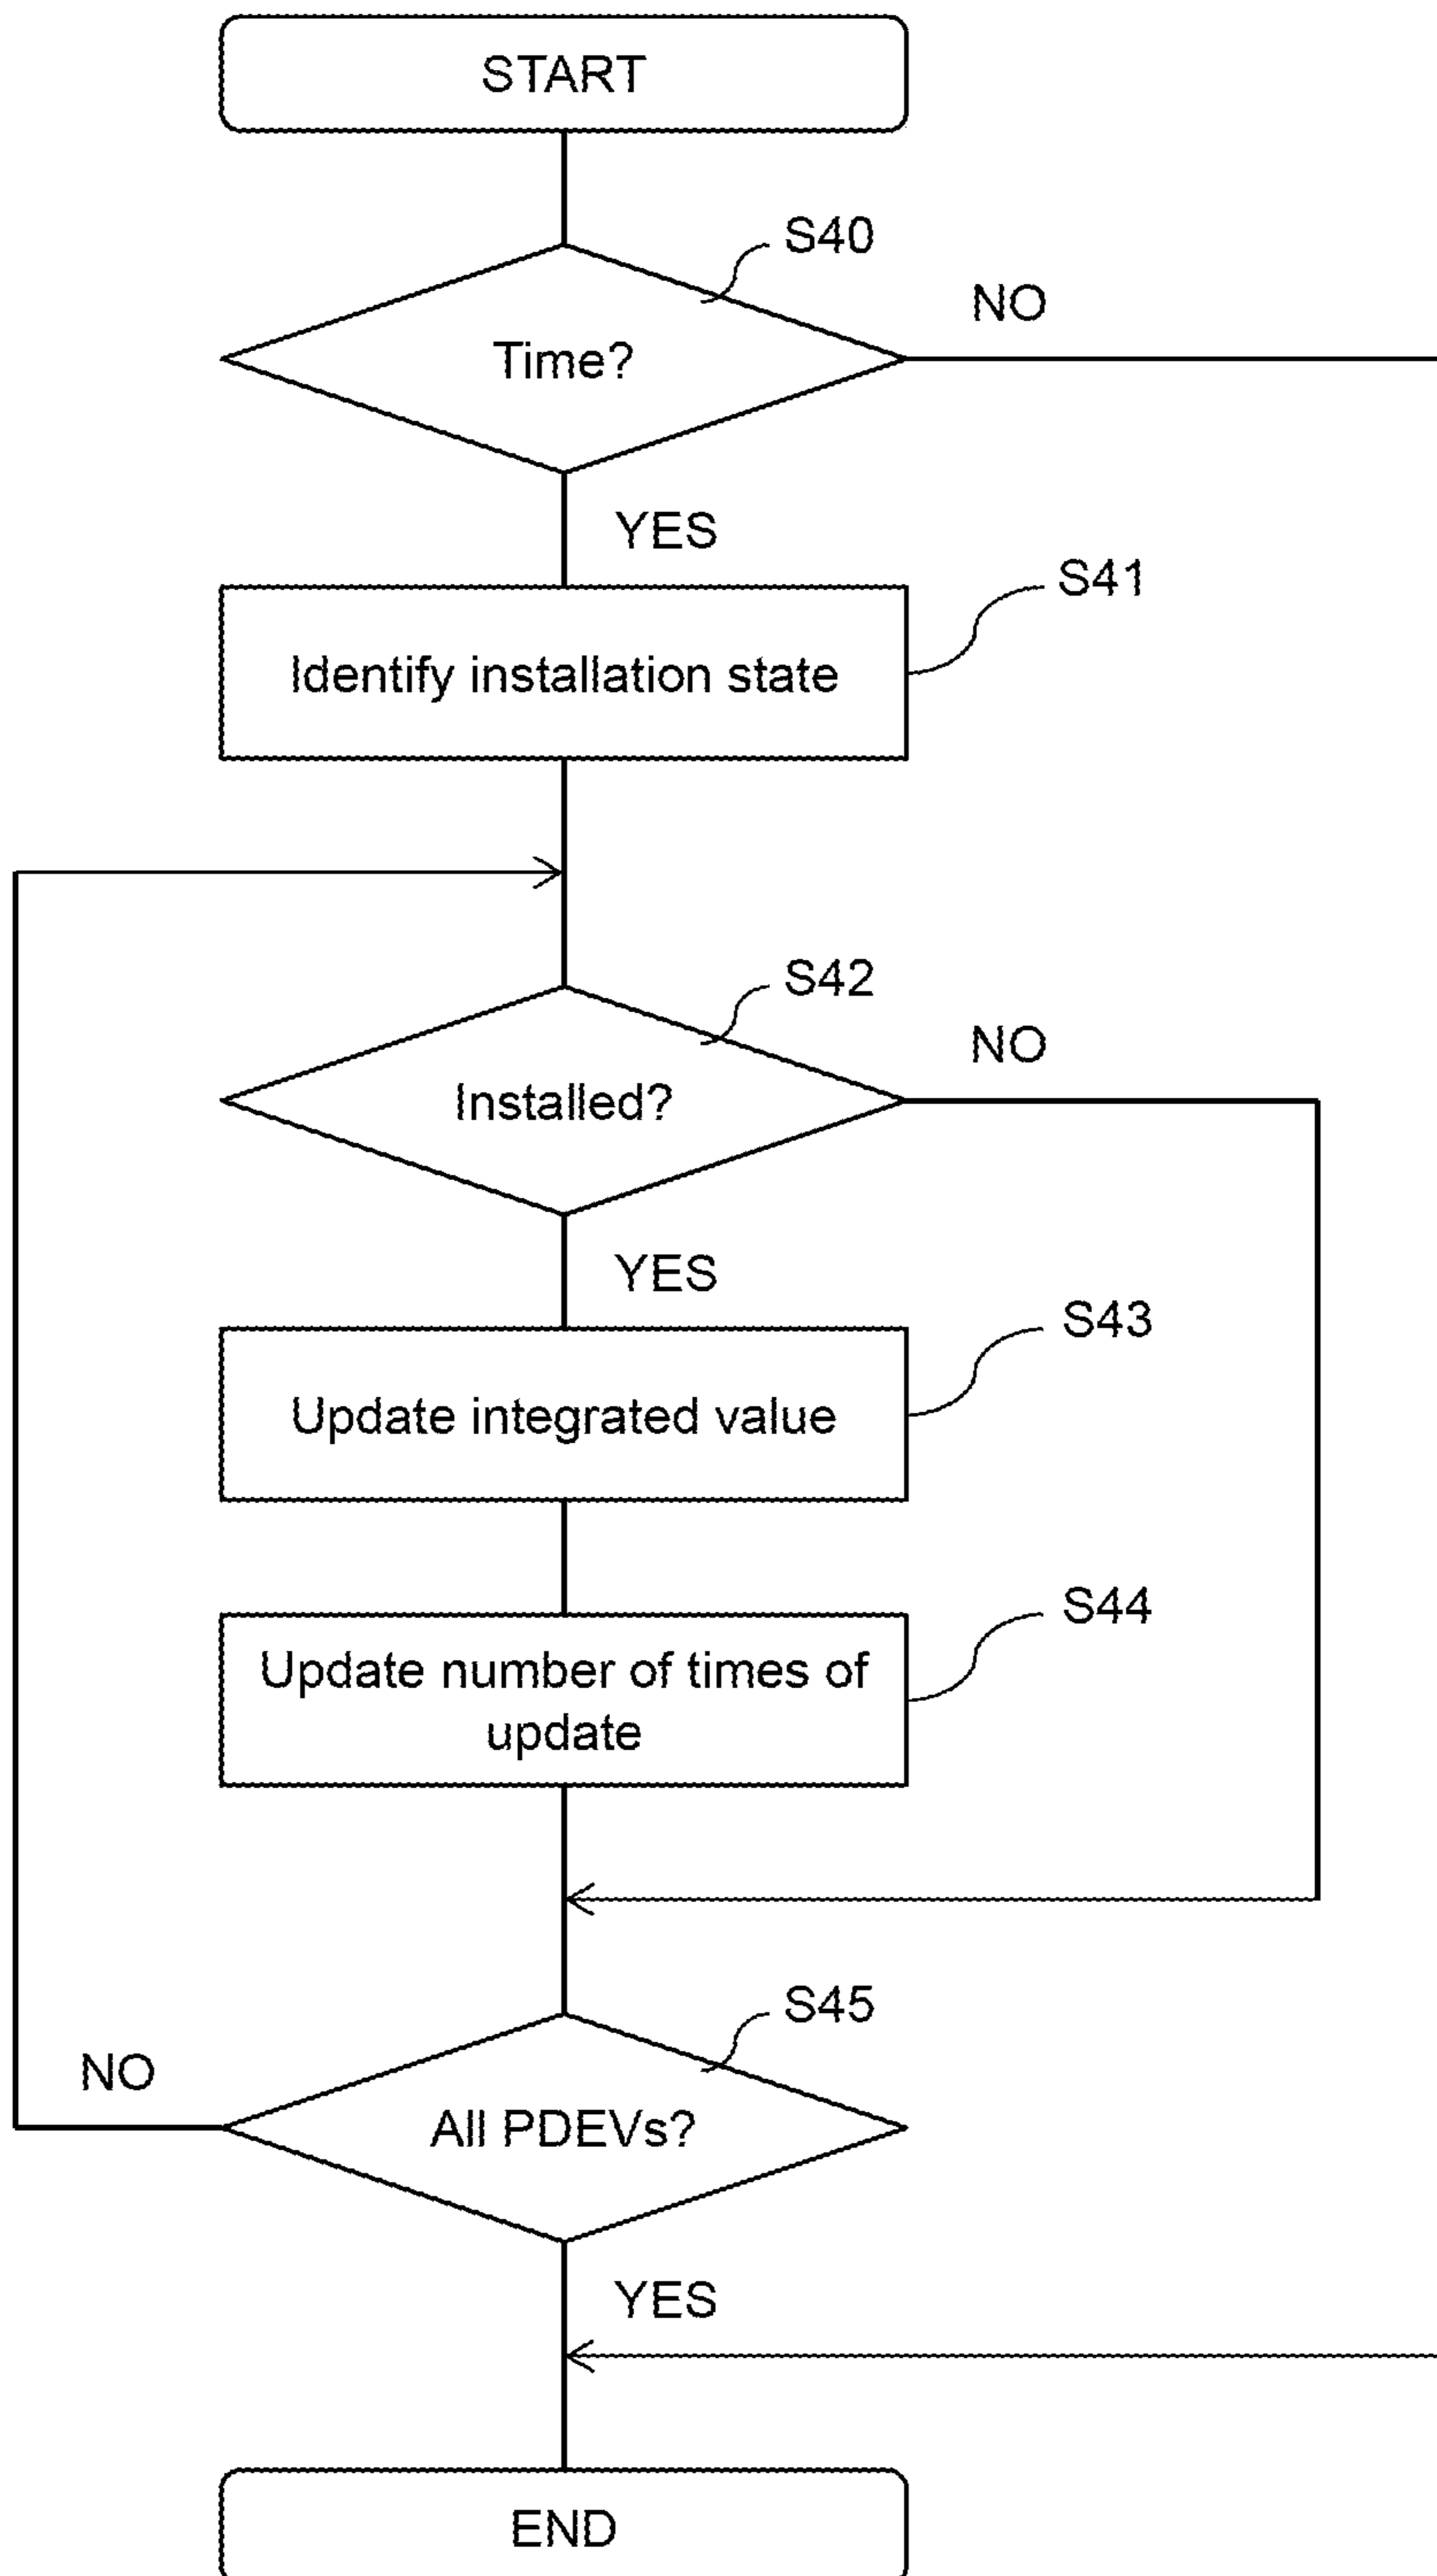 START
S40
NO
Time?
YES
S41
Identify installation state
S42
NO
Installed?
YES
S43
Update integrated value
S44
Update number of times of
update
S45
NO
All PDEVs?
YES
END